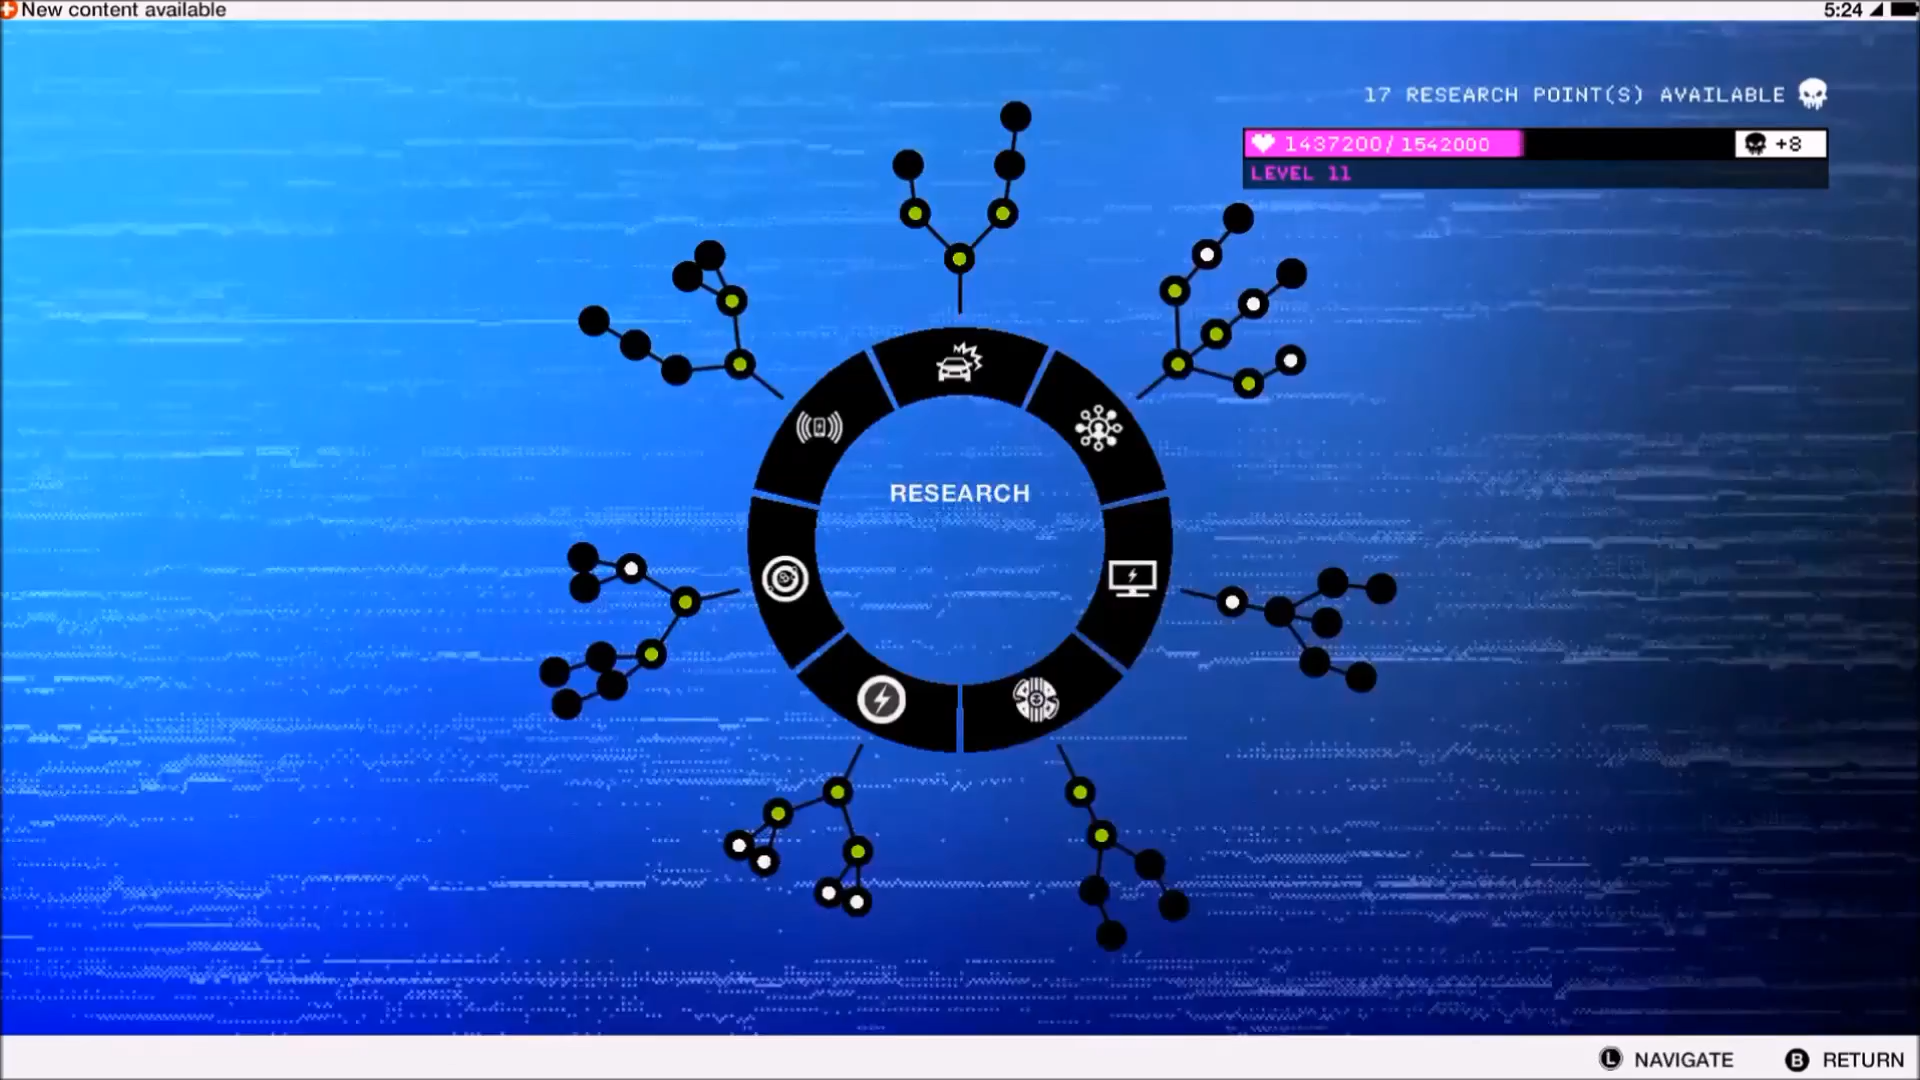 New content available
5:24
17 RESEARCH POINT(S) AVAILABLE
1437200/1542000
+8
LEVEL 11
RESEARCH
L NAVIGATE
B RETURN